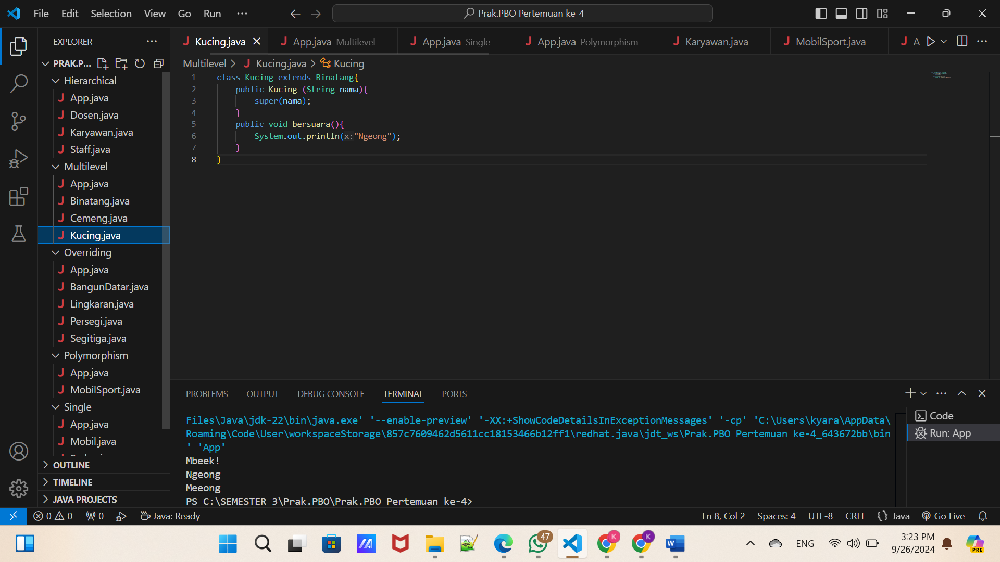 File Edit Selection View Go Run ···
Prak.PBO Pertemuan ke-4
EXPLORER
Kucing.java
App.java Multilevel
App.java Single
App.java Polymorphism
Karyawan.java
MobilSport.java
A
PRAK.P...
Multilevel > Kucing.java > Kucing
Hierarchical
App.java
Dosen.java
Karyawan.java
Staff.java
Multilevel
App.java
Binatang.java
Cemeng.java
Kucing.java
Overriding
App.java
BangunDatar.java
Lingkaran.java
Persegi.java
Segitiga.java
Polymorphism
App.java
MobilSport.java
Single
App.java
Mobil.java
OUTLINE
TIMELINE
JAVA PROJECTS
1 class Kucing extends Binatang{
2 public Kucing (String nama){
3 super(nama);
4 }
5 public void bersuara(){
6 System.out.println(x:"Ngeong");
7 }
8 }
PROBLEMS OUTPUT DEBUG CONSOLE TERMINAL PORTS
Files\Java\jdk-22\bin\java.exe' '--enable-preview' '-XX:+ShowCodeDetailsInExceptionMessages' '-cp' 'C:\Users\kyara\AppData\
Roaming\Code\User\workspaceStorage\857c7609462d5611cc18153466b12ff1\redhat.java\jdt_ws\Prak.PBO Pertemuan ke-4_643672bb\bin
' 'App'
Mbeek!
Ngeong
Meeong
PS C:\SEMESTER 3\Prak.PBO\Prak.PBO Pertemuan ke-4>
Code
Run: App
0 0 0 Java: Ready
Ln 8, Col 2 Spaces: 4 UTF-8 CRLF {} Java Go Live
47
K
K
W
PRE
ENG
3:23 PM
9/26/2024